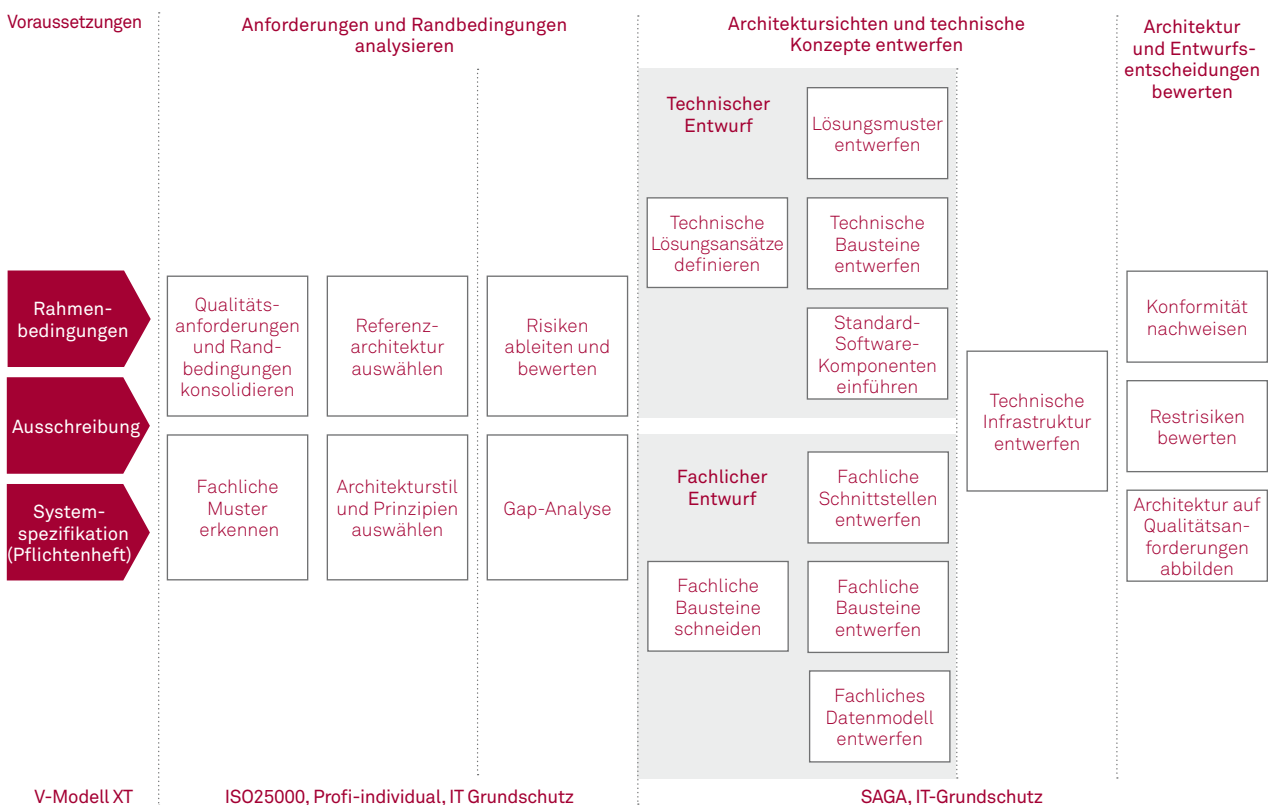 Voraussetzungen
Anforderungen und Randbedingungen
analysieren
Architektursichten und technische
Konzepte entwerfen
Architektur
und Entwurfs-
entscheidungen
bewerten
Rahmen-
bedingungen
Ausschreibung
System-
spezifikation
(Pflichtenheft)
Qualitäts-
anforderungen
und Rand-
bedingungen
konsolidieren
Referenz-
architektur
auswählen
Risiken
ableiten und
bewerten
Fachliche
Muster
erkennen
Architekturstil
und Prinzipien
auswählen
Gap-Analyse
Technischer
Entwurf
Lösungsmuster
entwerfen
Technische
Lösungsansätze
definieren
Technische
Bausteine
entwerfen
Standard-
Software-
Komponenten
einführen
Fachlicher
Entwurf
Fachliche
Schnittstellen
entwerfen
Fachliche
Bausteine
schneiden
Fachliche
Bausteine
entwerfen
Fachliches
Datenmodell
entwerfen
Technische
Infrastruktur
entwerfen
Konformität
nachweisen
Restrisiken
bewerten
Architektur auf
Qualitätsan-
forderungen
abbilden
V-Modell XT
ISO25000, Profi-individual, IT Grundschutz
SAGA, IT-Grundschutz